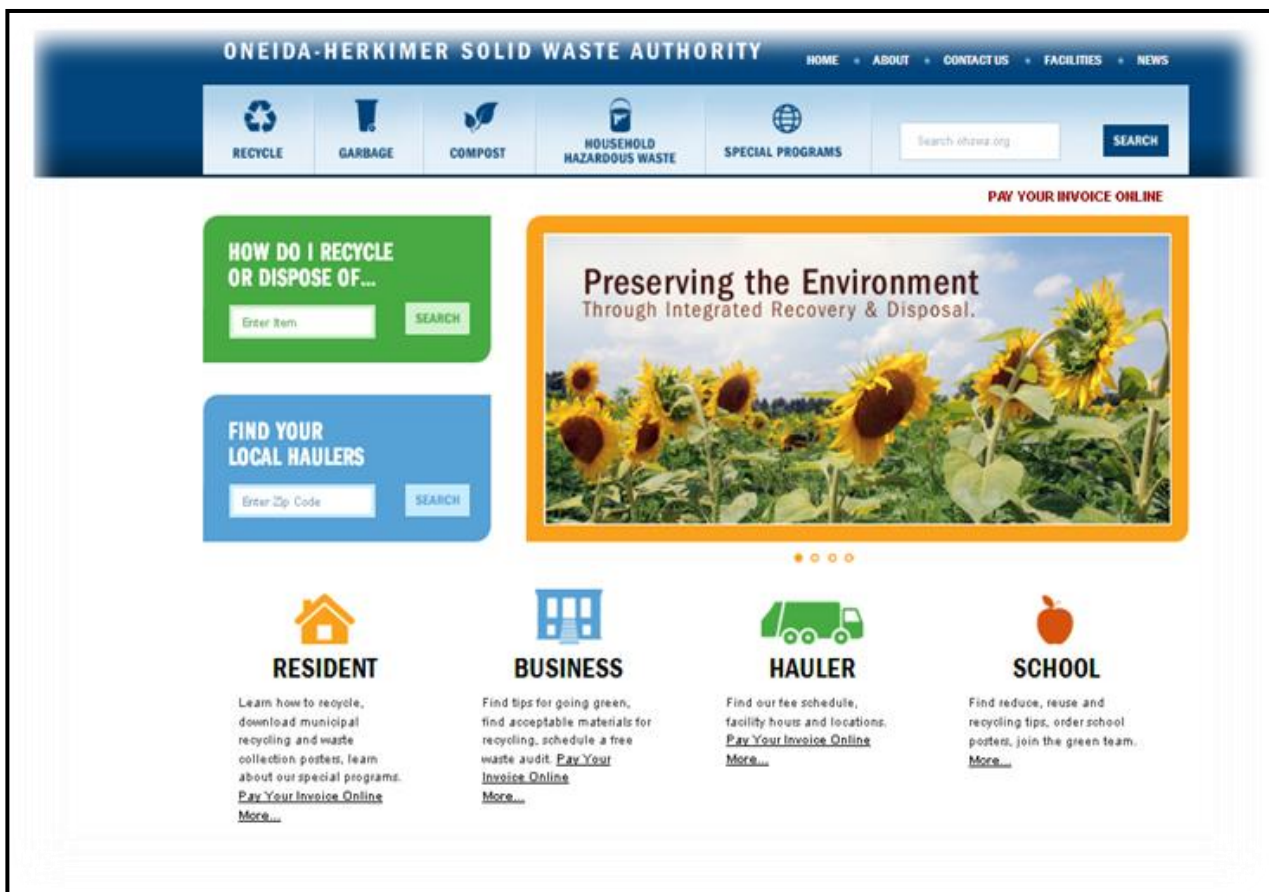 ONEIDA-HERKIMER SOLID WASTE AUTHORITY
HOME
ABOUT
CONTACT US
FACILITIES
NEWS
RECYCLE
GARBAGE
COMPOST
HOUSEHOLD
HAZARDOUS WASTE
SPECIAL PROGRAMS
Search ohswa.org
SEARCH
PAY YOUR INVOICE ONLINE
HOW DO I RECYCLE
OR DISPOSE OF...
Enter Item
SEARCH
Preserving the Environment
Through Integrated Recovery & Disposal.
FIND YOUR
LOCAL HAULERS
Enter Zip Code
SEARCH
RESIDENT
Learn how to recycle,
download municipal
recycling and waste
collection posters, learn
about our special programs.
Pay Your Invoice Online
More...
BUSINESS
Find tips for going green,
find acceptable materials for
recycling, schedule a free
waste audit. Pay Your
Invoice Online
More...
HAULER
Find our fee schedule,
facility hours and locations.
Pay Your Invoice Online
More...
SCHOOL
Find reduce, reuse and
recycling tips, order school
posters, join the green team.
More...